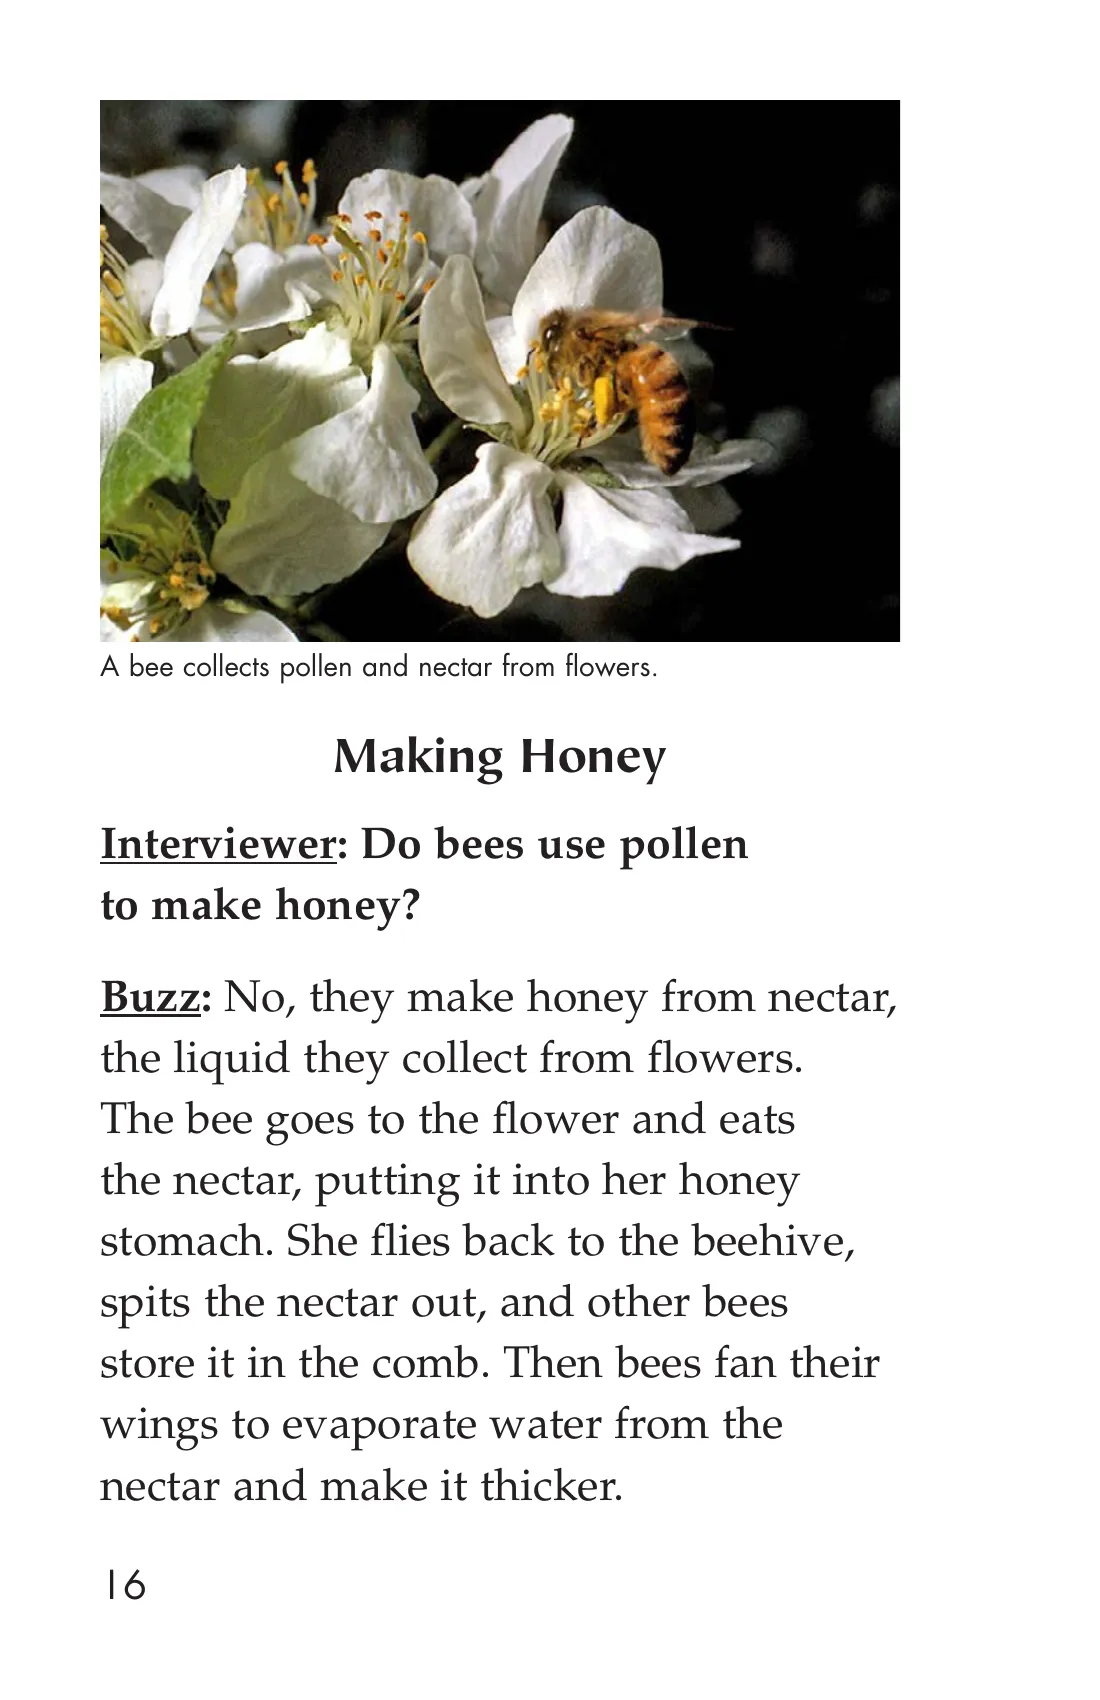 A bee collects pollen and nectar from flowers.
Making Honey
Interviewer: Do bees use pollen
to make honey?
Buzz: No, they make honey from nectar,
the liquid they collect from flowers.
The bee goes to the flower and eats
the nectar, putting it into her honey
stomach. She flies back to the beehive,
spits the nectar out, and other bees
store it in the comb. Then bees fan their
wings to evaporate water from the
nectar and make it thicker.
16